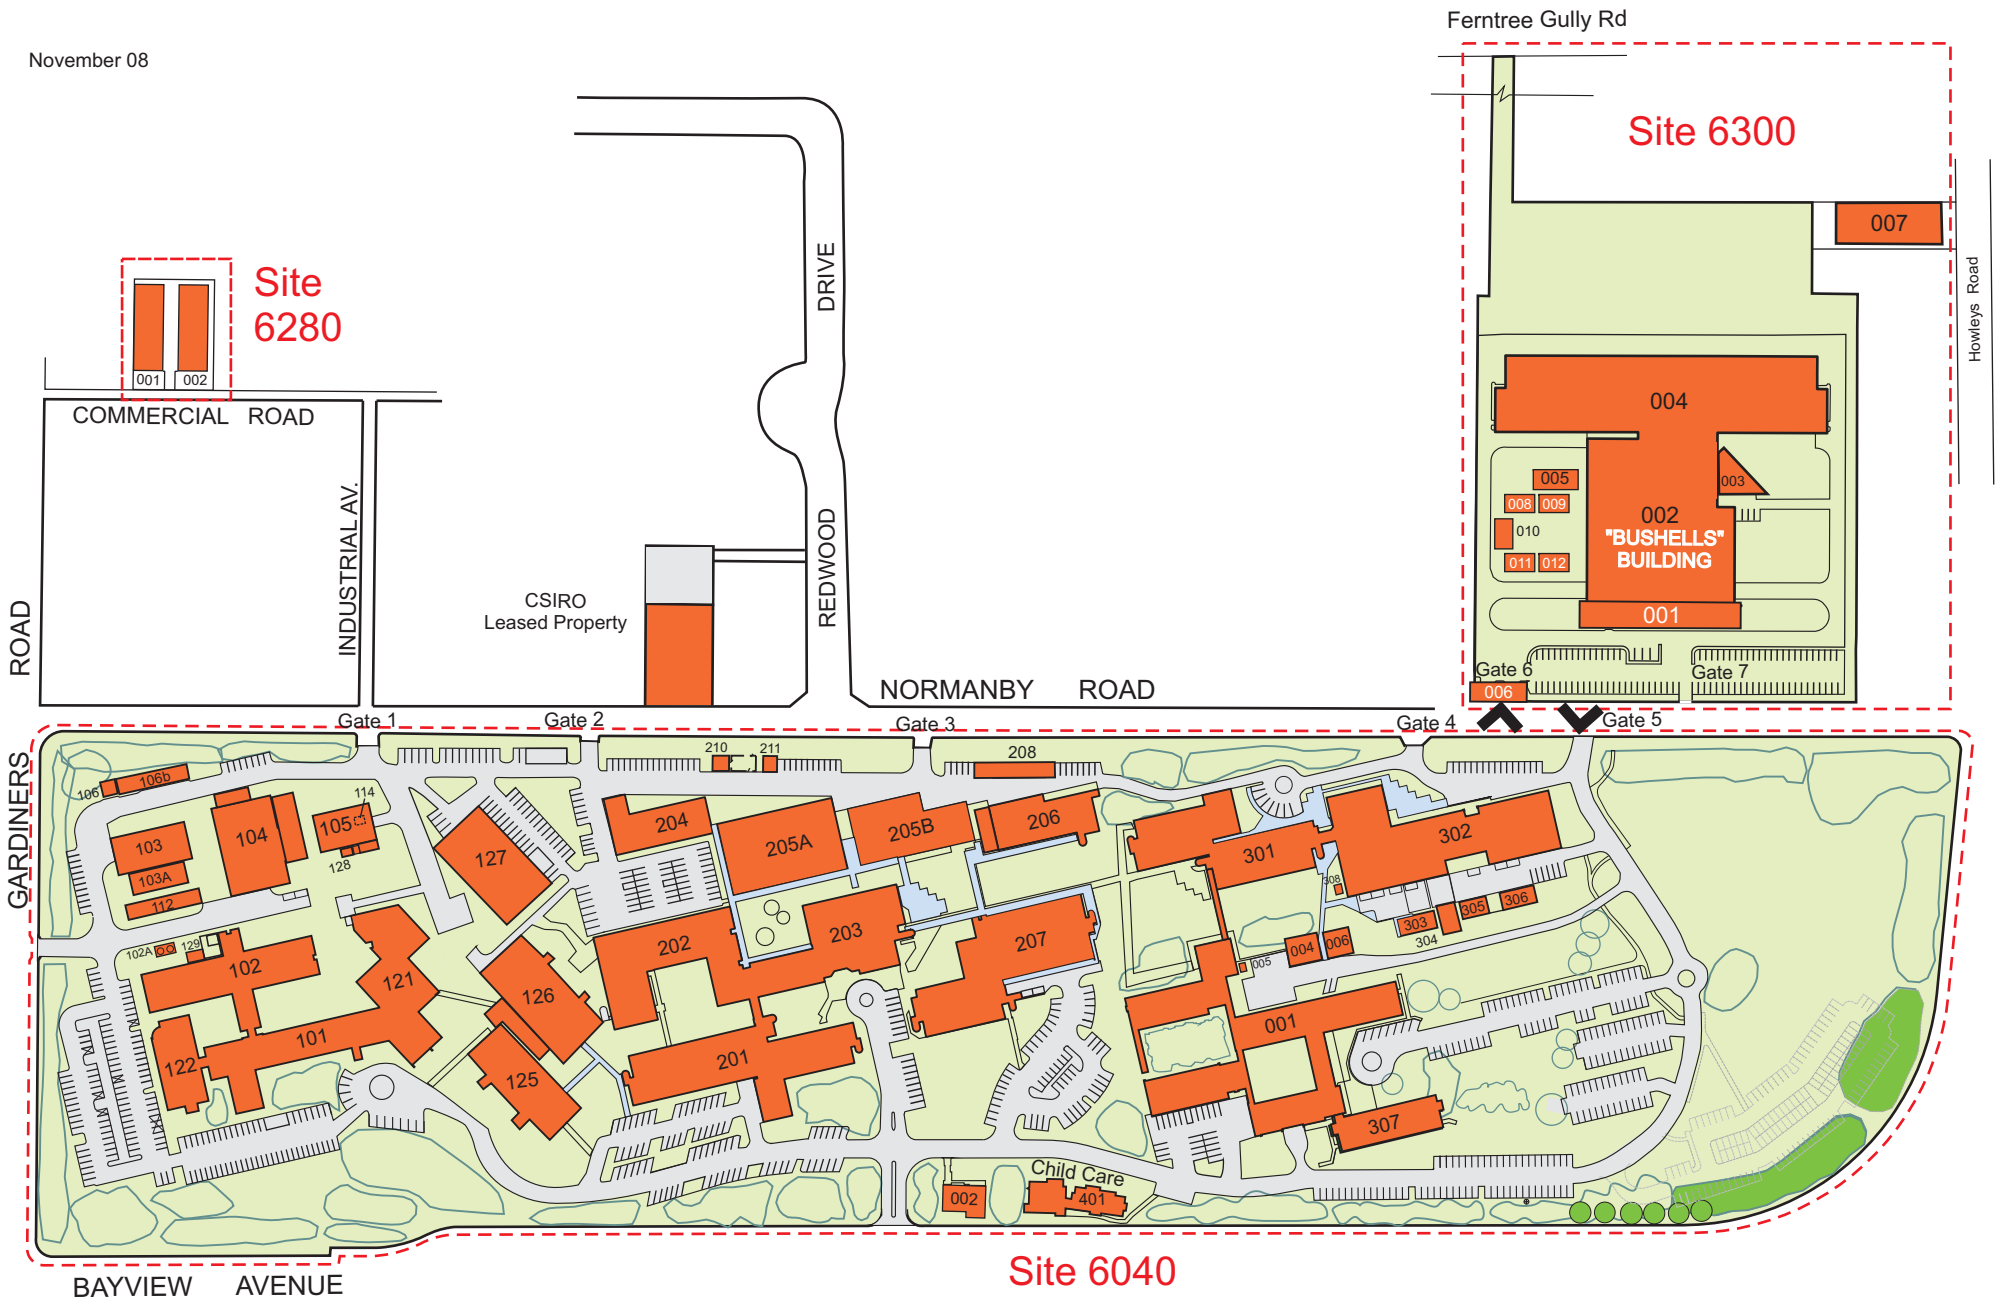 Ferntree Gully Rd
November 08
Site 6300
007
Howleys Road
Site
6280
001
002
COMMERCIAL ROAD
DRIVE
REDWOOD
INDUSTRIAL AV.
ROAD
GARDINERS
CSIRO
Leased Property
NORMANBY ROAD
004
005
003
008
009
002
010
"BUSHELLS"
BUILDING
011
012
001
Gate 6
Gate 7
006
Gate 1
Gate 2
Gate 3
Gate 4
Gate 5
210
211
208
106
106b
114
103
104
105
103A
128
112
127
204
205A
205B
206
301
302
308
303
304
305
306
102A
129
102
121
126
202
203
207
004
006
005
122
101
125
201
001
307
002
Child Care
401
Site 6040
BAYVIEW AVENUE